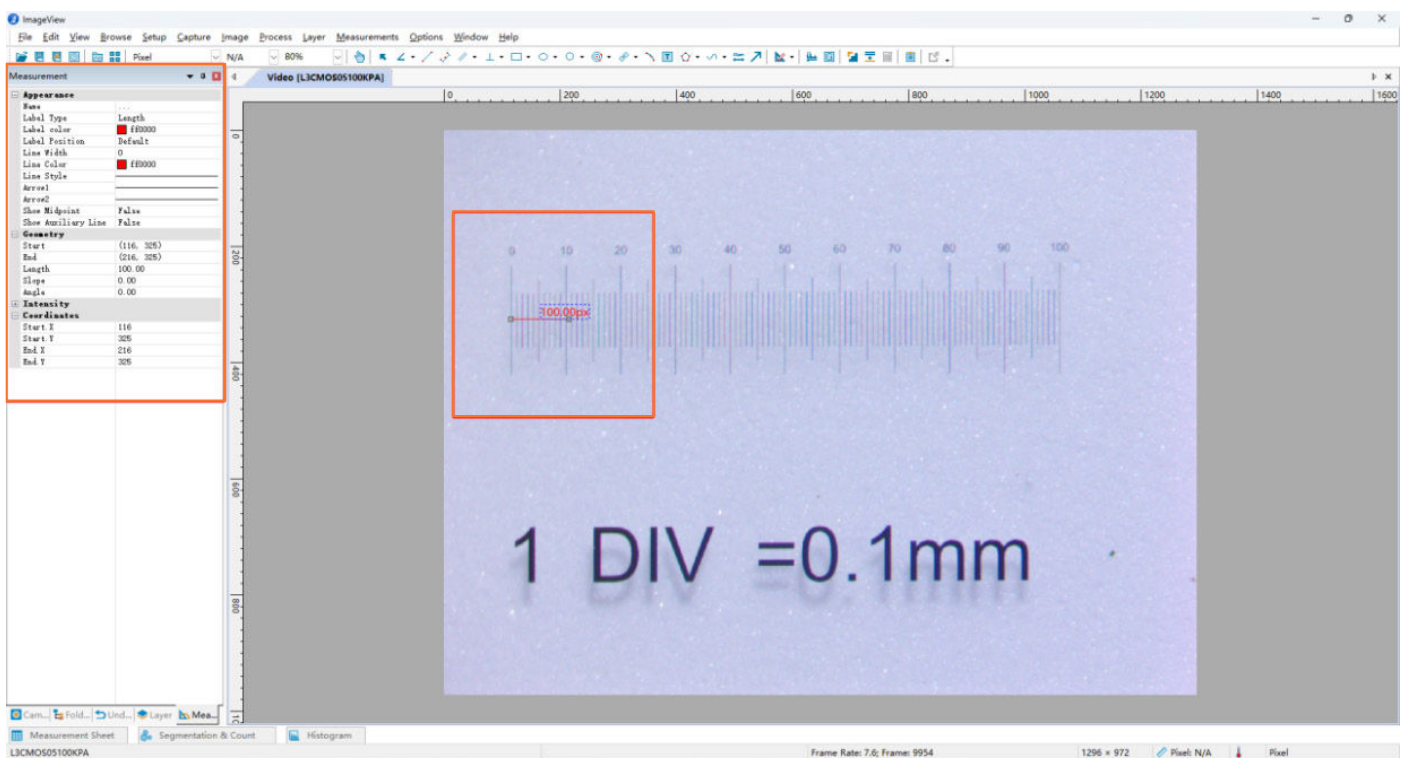 ImageView
File Edit View Browse Setup Capture Image Process Layer Measurements Options Window Help
Pixel N/A 80%
Measurement
Video [L3CMOS05100KPA]
0 200 400 600 800 1000 1200 1400 1600
Appearance
Name ...
Label Type Length
Label color ff0000
Label Position Default
Line Width 0
Line Color ff0000
Line Style
Arrow1
Arrow2
Show Midpoint False
Show Auxiliary Line False
Geometry
Start (116, 325)
End (216, 325)
Length 100.00
Slope 0.00
Angle 0.00
Intensity
Coordinates
Start X 116
Start Y 325
End X 216
End Y 325
0
200
400
600
800
10
0 10 20 30 40 50 60 70 80 90 100
100.00px
1 DIV =0.1mm
Cam... Fold... Und... Layer Mea...
Measurement Sheet Segmentation & Count Histogram
L3CMOS05100KPA Frame Rate: 7.6; Frame: 9954 1296 × 972 Pixel: N/A Pixel